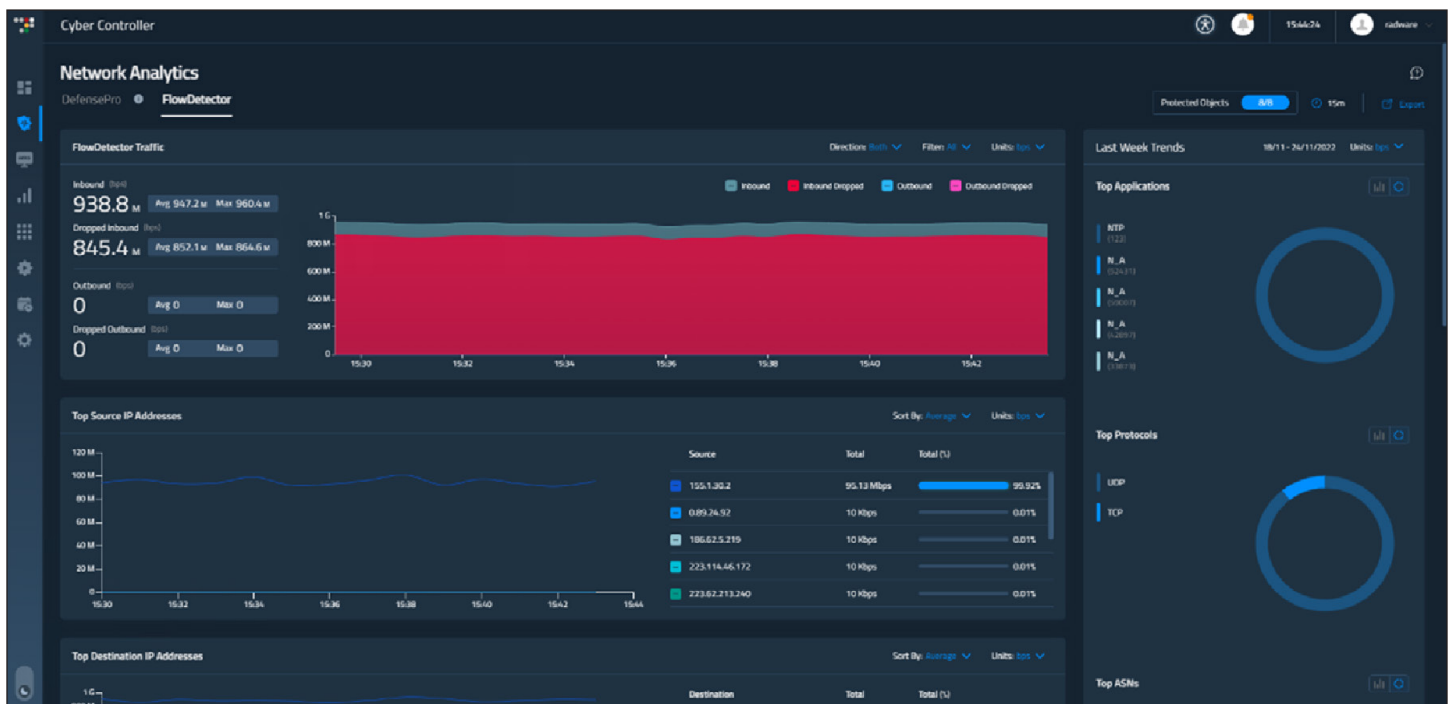 Cyber Controller
15:44:24
radware
Network Analytics
DefensePro
FlowDetector
Protected Objects 8/8
15m
Export
FlowDetector Traffic
Direction: Both
Filter: All
Units: bps
Inbound (bps)
938.8 M
Avg 947.2 M Max 960.4 M
Dropped Inbound (bps)
845.4 M
Avg 852.1 M Max 864.6 M
Outbound (bps)
0
Avg 0 Max 0
Dropped Outbound (bps)
0
Avg 0 Max 0
Inbound
Inbound Dropped
Outbound
Outbound Dropped
1 G
800 M
600 M
400 M
200 M
0
15:30 15:32 15:34 15:36 15:38 15:40 15:42
Top Source IP Addresses
Sort By: Average
Units: bps
120 M
100 M
80 M
60 M
40 M
20 M
0
15:30 15:32 15:34 15:36 15:38 15:40 15:42 15:44
Source Total Total (%)
155.1.30.2 95.13 Mbps 99.92%
0.89.24.92 10 Kbps 0.01%
186.62.5.219 10 Kbps 0.01%
223.114.46.172 10 Kbps 0.01%
223.62.213.240 10 Kbps 0.01%
Top Destination IP Addresses
Sort By: Average
Units: bps
1 G
Destination Total Total (%)
Last Week Trends
18/11 - 24/11/2022
Units: bps
Top Applications
NTP
(123)
N_A
N_A
N_A
N_A
Top Protocols
UDP
TCP
Top ASNs